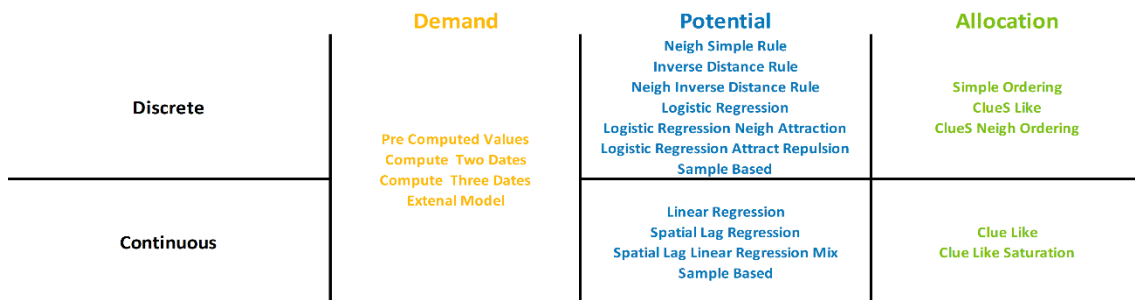 Demand
Potential
Allocation
Discrete
Pre Computed Values
Compute Two Dates
Compute Three Dates
Extenal Model
Neigh Simple Rule
Inverse Distance Rule
Neigh Inverse Distance Rule
Logistic Regression
Logistic Regression Neigh Attraction
Logistic Regression Attract Repulsion
Sample Based
Simple Ordering
ClueS Like
ClueS Neigh Ordering
Continuous
Linear Regression
Spatial Lag Regression
Spatial Lag Linear Regression Mix
Sample Based
Clue Like
Clue Like Saturation